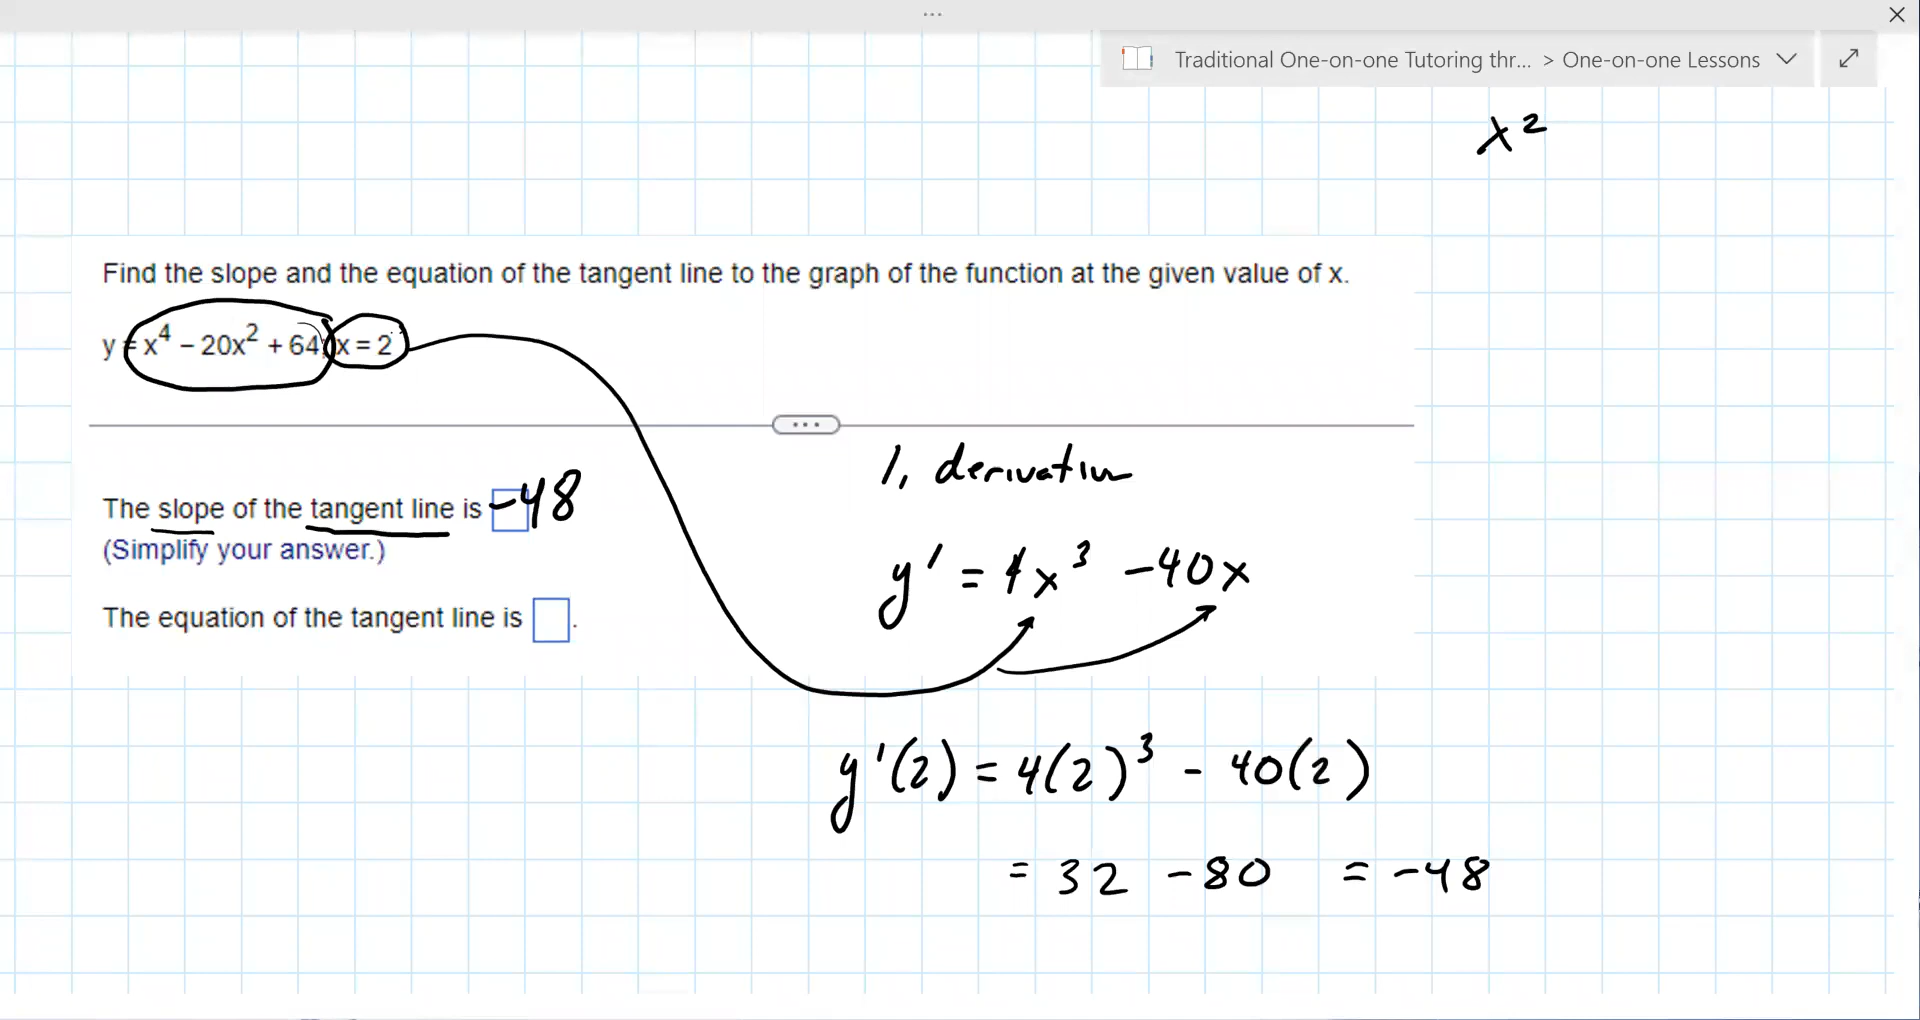 Traditional One-on-one Tutoring thr... > One-on-one Lessons
x²
Find the slope and the equation of the tangent line to the graph of the function at the given value of x.
y = x⁴ − 20x² + 64; x = 2
1, derivative
The slope of the tangent line is -48
(Simplify your answer.)
y' = 4x³ -40x
The equation of the tangent line is .
y'(2) = 4(2)³ - 40(2)
= 32 -80 = -48